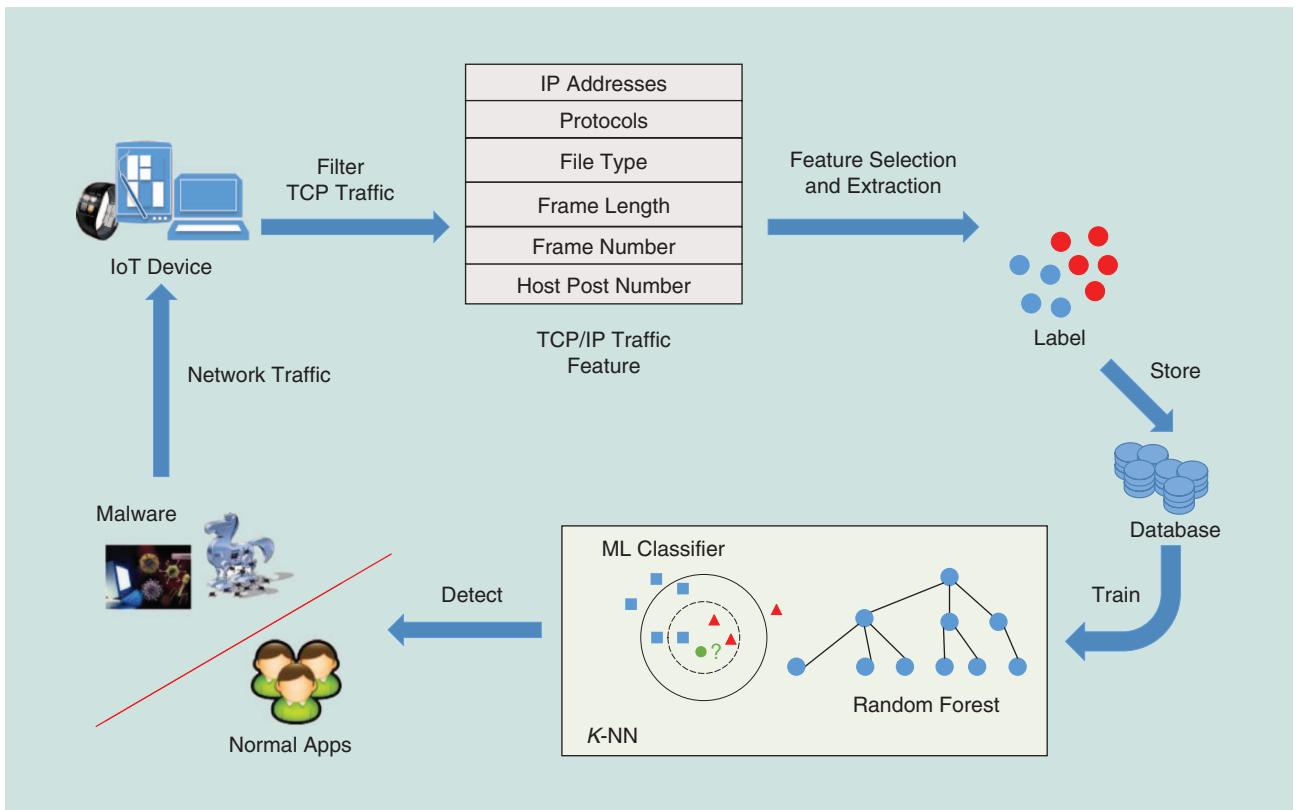 IP Addresses
Protocols
File Type
Frame Length
Frame Number
Host Post Number
TCP/IP Traffic
Feature
Filter
TCP Traffic
IoT Device
Feature Selection
and Extraction
Label
Store
Database
Train
ML Classifier
?
K-NN
Random Forest
Detect
Malware
Normal Apps
Network Traffic